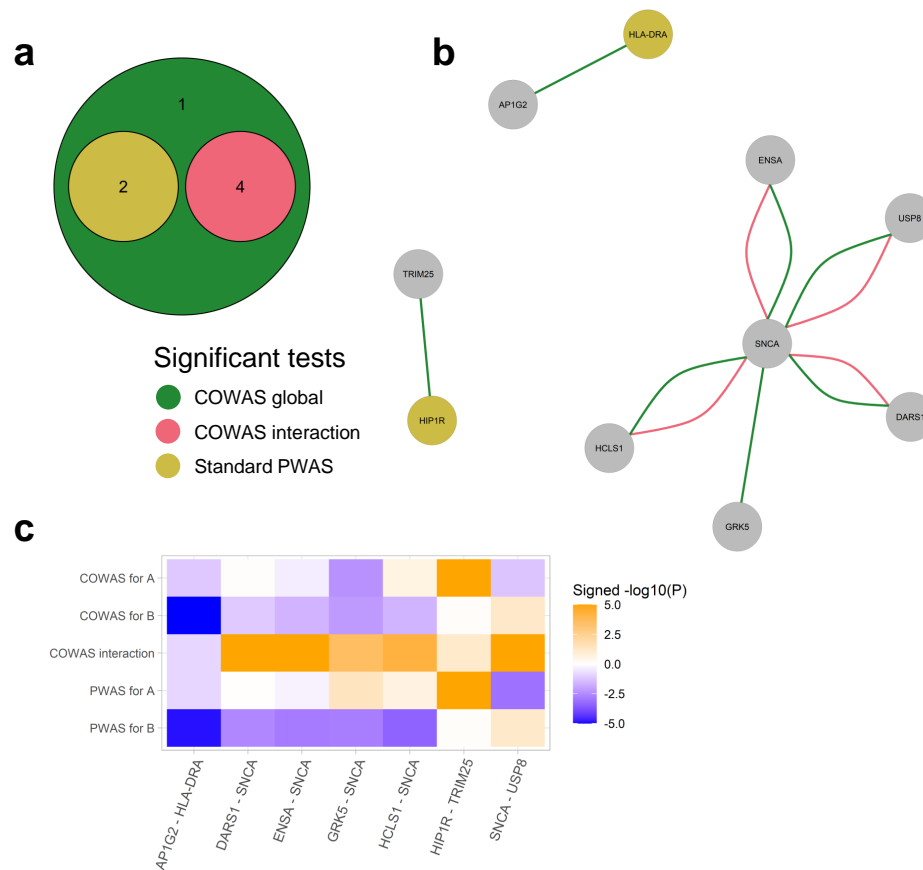 a
1
2
4
Significant tests
COWAS global
COWAS interaction
Standard PWAS
b
HLA-DRA
AP1G2
ENSA
USP8
TRIM25
SNCA
HIP1R
DARS1
HCLS1
GRK5
c
COWAS for A
COWAS for B
COWAS interaction
PWAS for A
PWAS for B
AP1G2 - HLA-DRA
DARS1 - SNCA
ENSA - SNCA
GRK5 - SNCA
HCLS1 - SNCA
HIP1R - TRIM25
SNCA - USP8
Signed -log10(P)
5.0
2.5
0.0
-2.5
-5.0